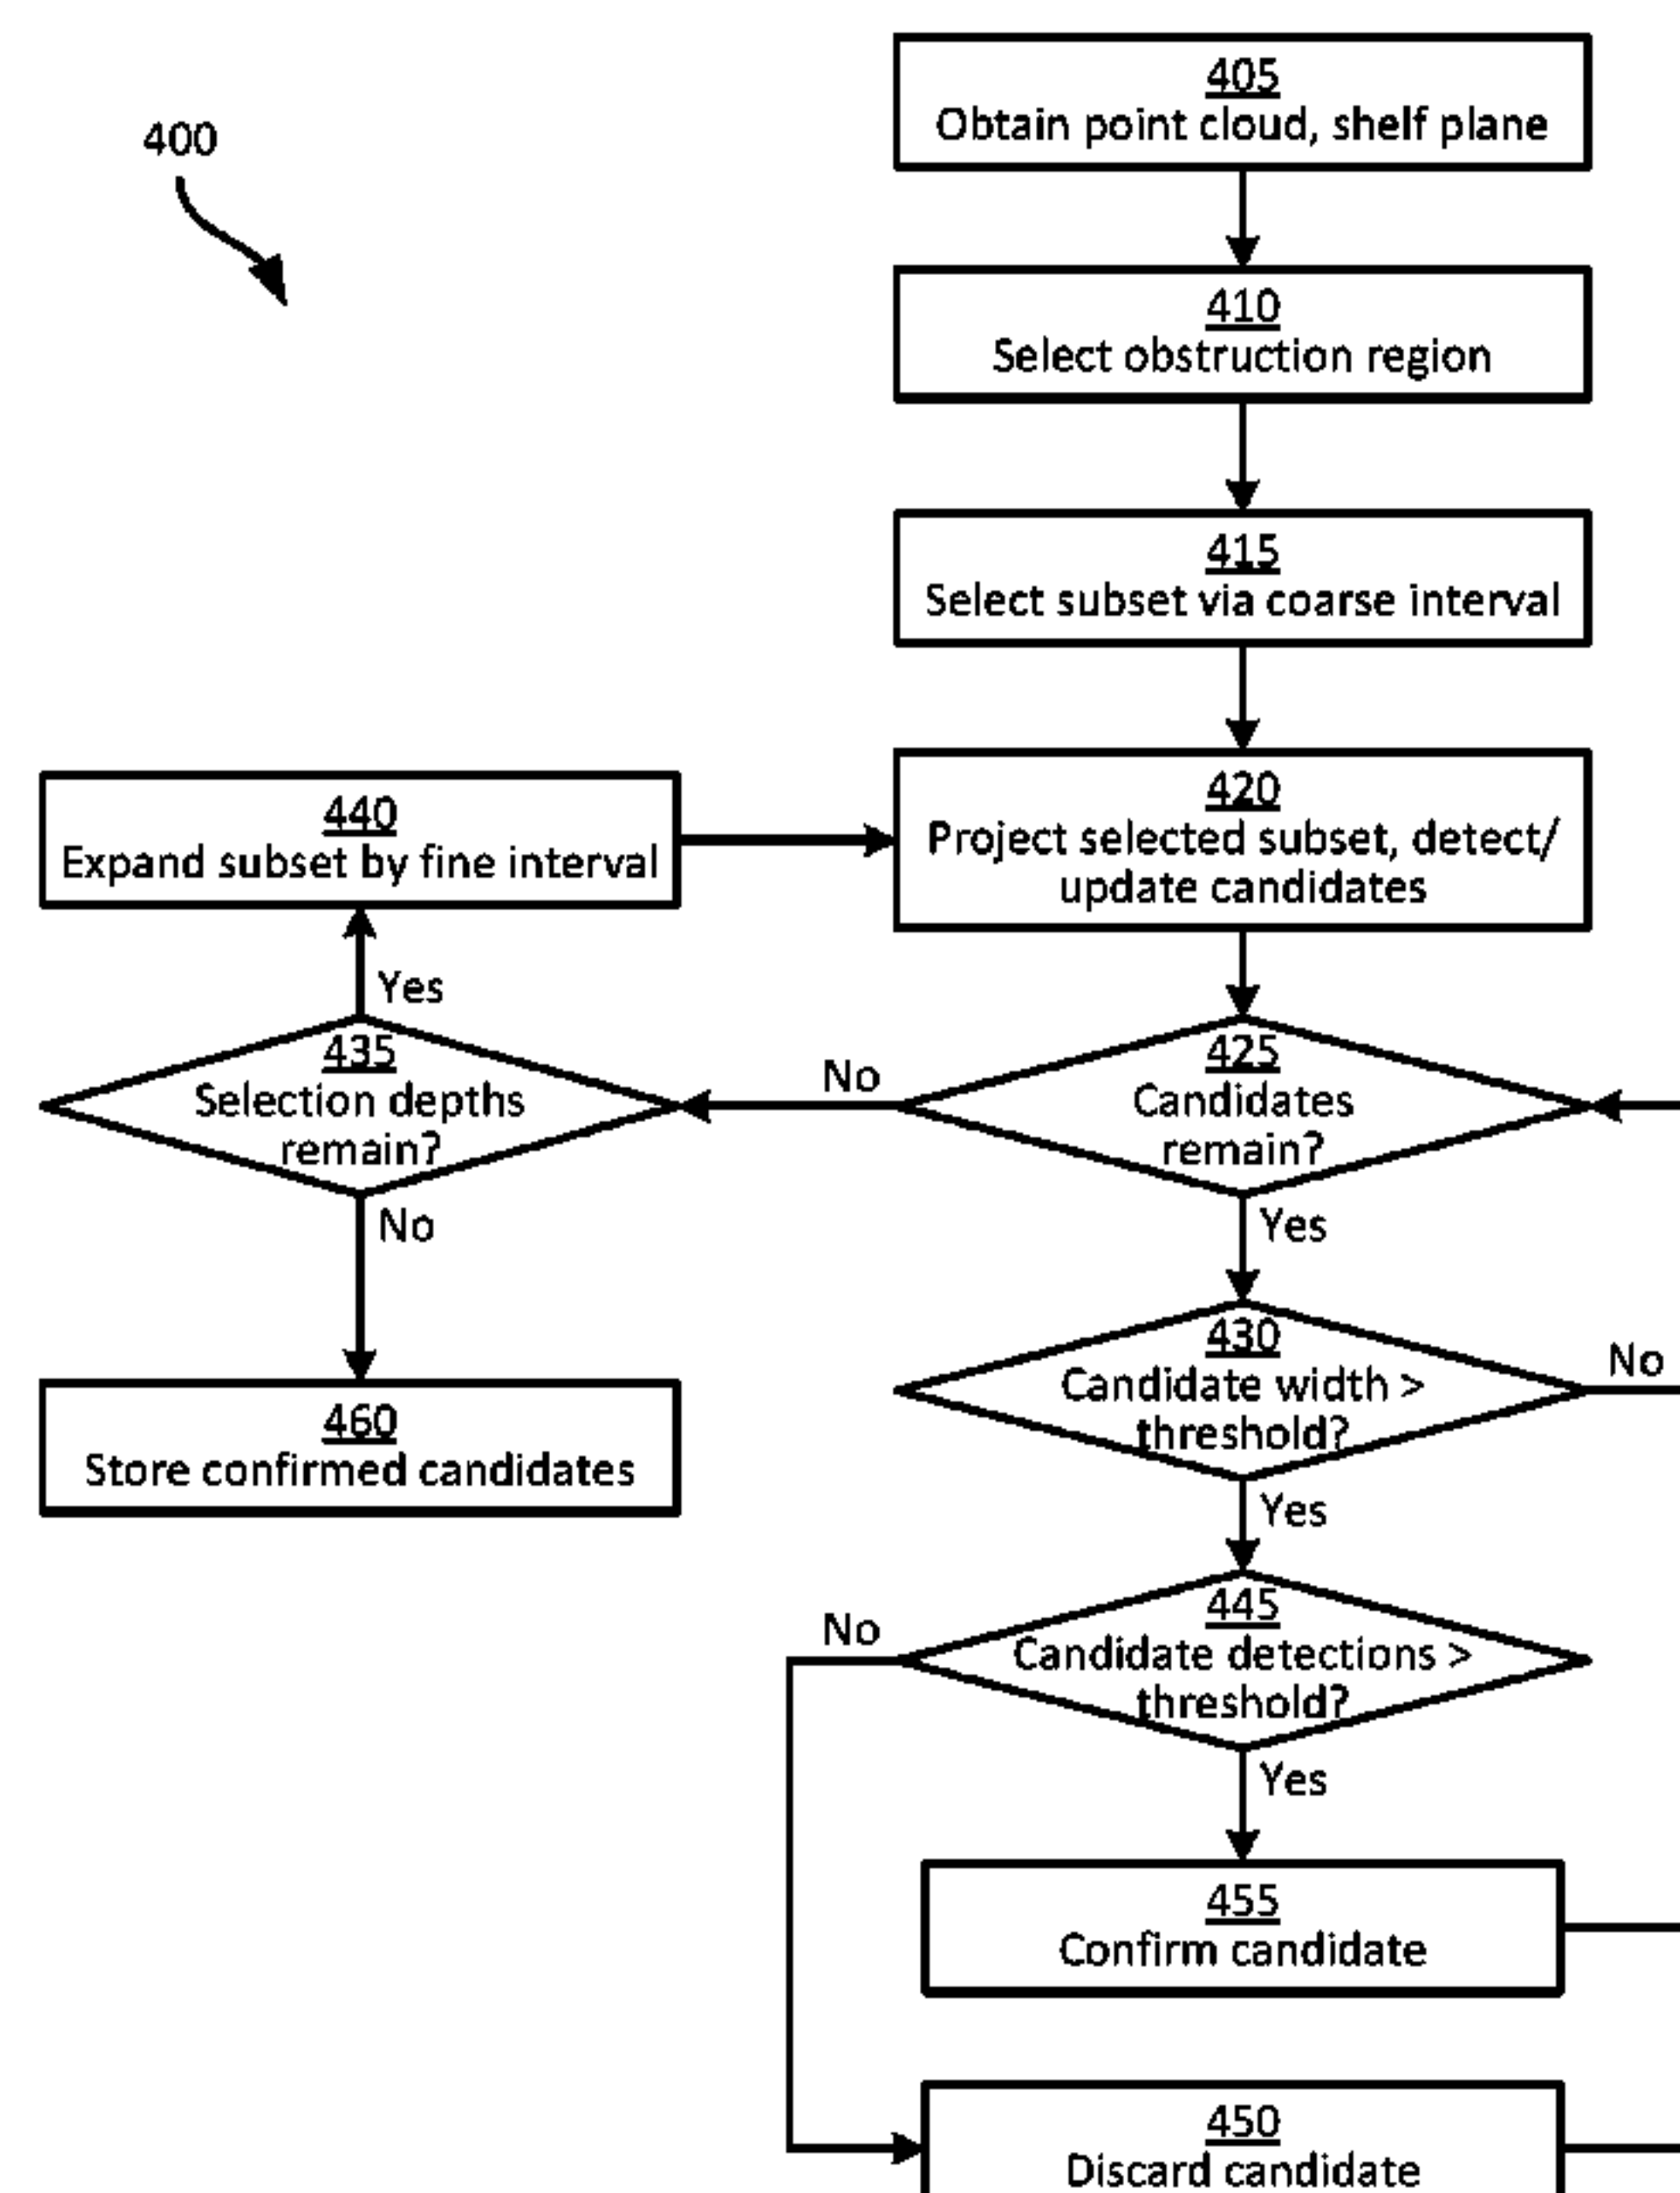 400
405
Obtain point cloud, shelf plane
410
Select obstruction region
415
Select subset via coarse interval
420
Project selected subset, detect/
update candidates
440
Expand subset by fine interval
Yes
435
Selection depths
remain?
No
425
Candidates
remain?
No
Yes
460
Store confirmed candidates
430
Candidate width >
threshold?
No
Yes
445
Candidate detections >
threshold?
No
Yes
455
Confirm candidate
450
Discard candidate